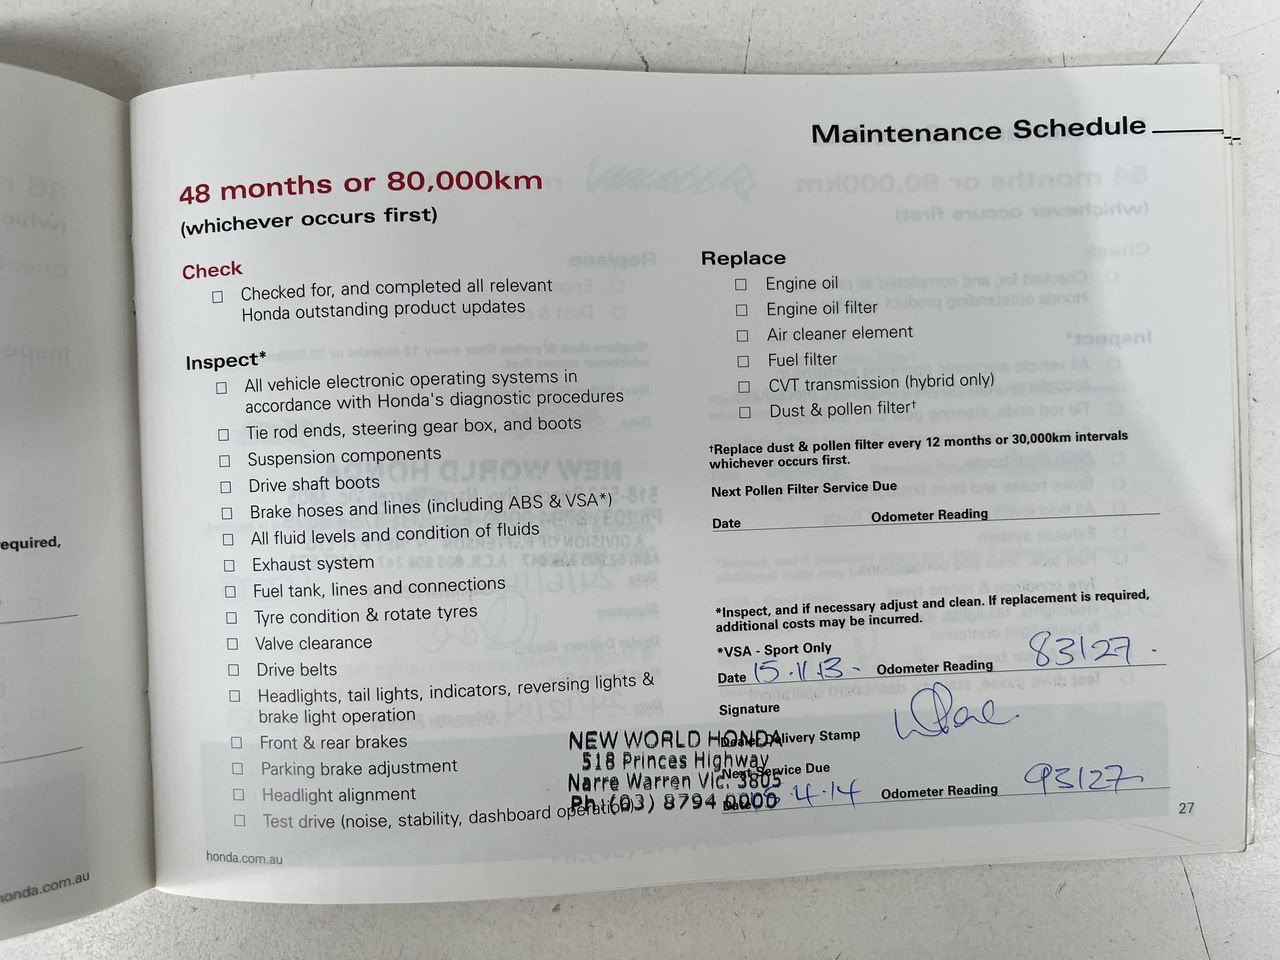 Maintenance Schedule
48 months or 80,000km
(whichever occurs first)
Check
☐ Checked for, and completed all relevant
Honda outstanding product updates
Inspect*
☐ All vehicle electronic operating systems in
accordance with Honda's diagnostic procedures
☐ Tie rod ends, steering gear box, and boots
☐ Suspension components
☐ Drive shaft boots
☐ Brake hoses and lines (including ABS & VSA*)
☐ All fluid levels and condition of fluids
☐ Exhaust system
☐ Fuel tank, lines and connections
☐ Tyre condition & rotate tyres
☐ Valve clearance
☐ Drive belts
☐ Headlights, tail lights, indicators, reversing lights &
brake light operation
☐ Front & rear brakes
☐ Parking brake adjustment
☐ Headlight alignment
☐ Test drive (noise, stability, dashboard operation)
honda.com.au
Replace
☐ Engine oil
☐ Engine oil filter
☐ Air cleaner element
☐ Fuel filter
☐ CVT transmission (hybrid only)
☐ Dust & pollen filter†
†Replace dust & pollen filter every 12 months or 30,000km intervals
whichever occurs first.
Next Pollen Filter Service Due
Date Odometer Reading
*Inspect, and if necessary adjust and clean. If replacement is required,
additional costs may be incurred.
*VSA - Sport Only
Date 15.11.13. Odometer Reading 83127.
Signature
Dealer Delivery Stamp
NEW WORLD HONDA
518 Princes Highway
Narre Warren Vic. 3805
Ph: (03) 8794 0000
Next Service Due
Date 15.4.14 Odometer Reading 93127
27
equired,
honda.com.au